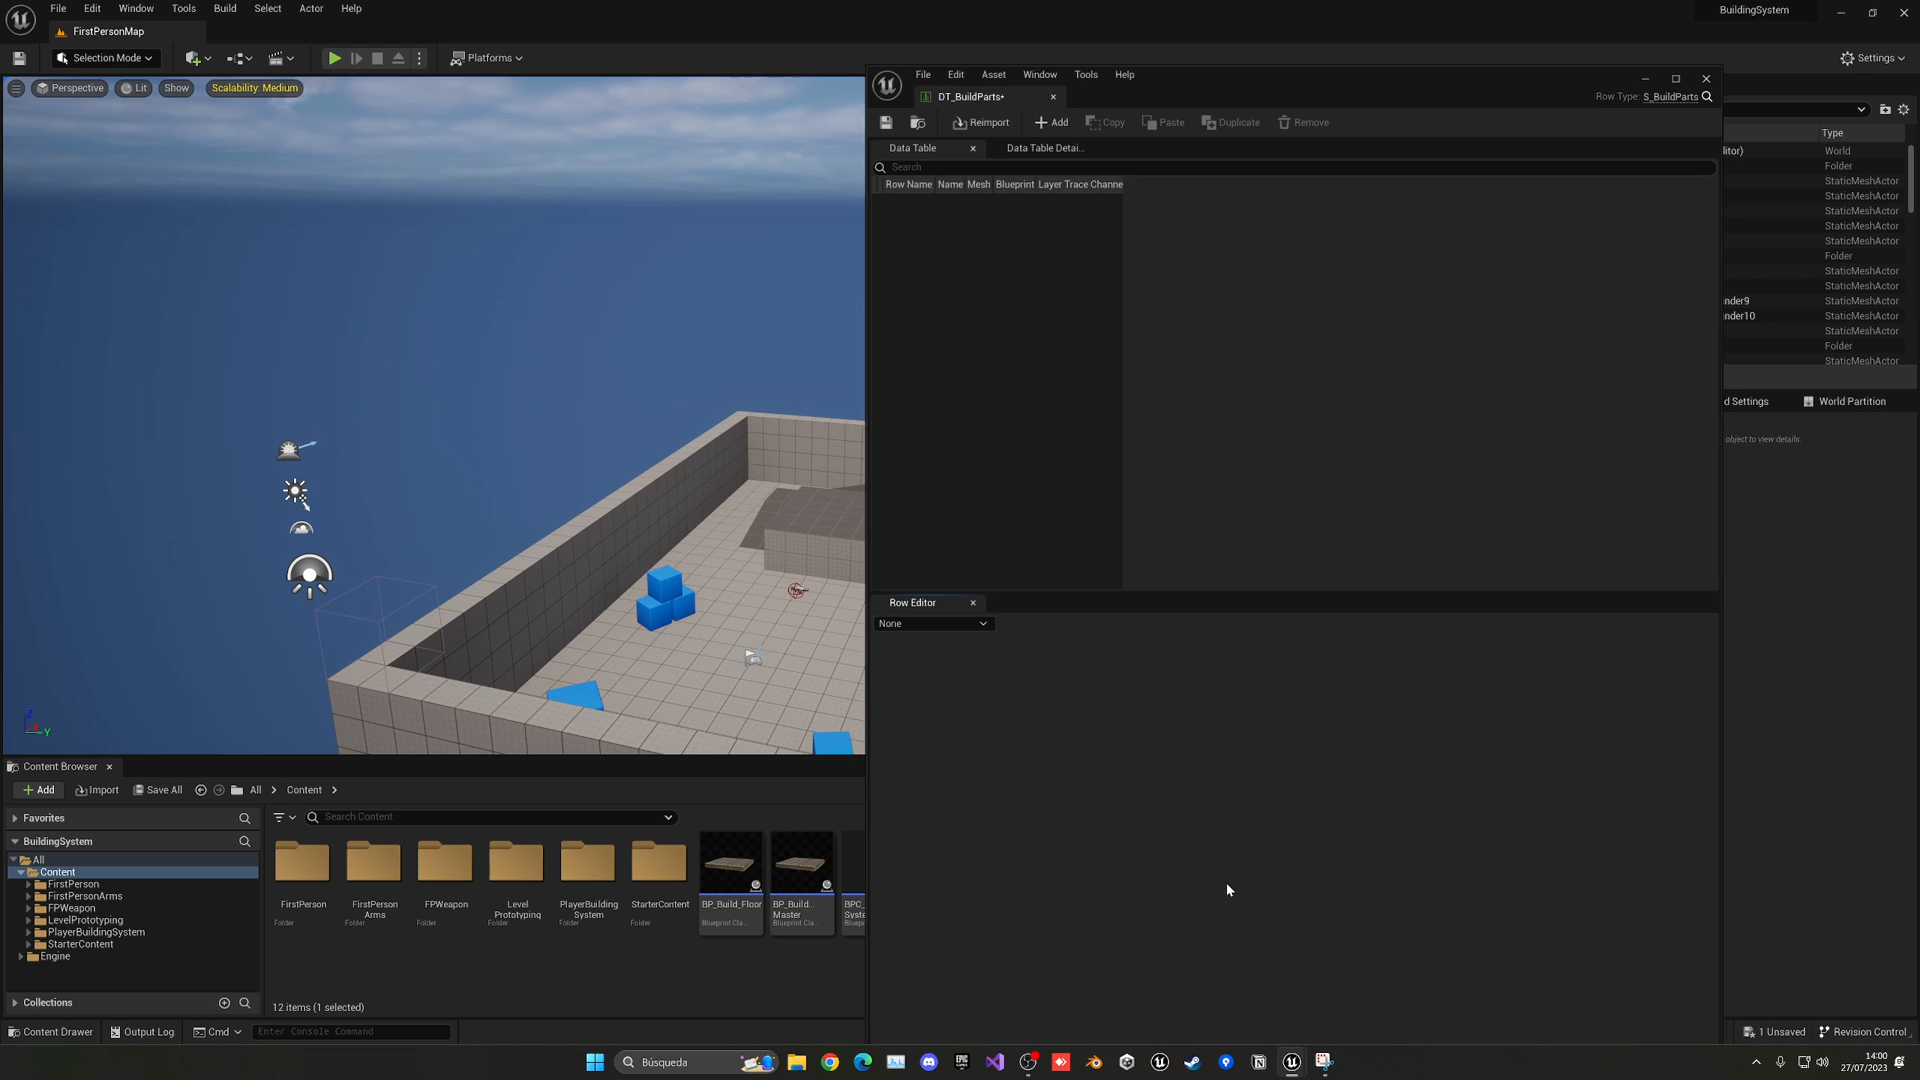 File Edit Window Tools Build Select Actor Help
BuildingSystem
FirstPersonMap
Selection Mode
Platforms
Settings
Perspective Lit Show Scalability: Medium
File Edit Asset Window Tools Help
DT_BuildParts*
Row Type: S_BuildParts
Reimport Add Copy Paste Duplicate Remove
Data Table
Data Table Detai...
Search
Row Name Name Mesh Blueprint Layer Trace Channe
Type
litor) World
Folder
StaticMeshActor
StaticMeshActor
StaticMeshActor
StaticMeshActor
StaticMeshActor
Folder
StaticMeshActor
StaticMeshActor
nder9 StaticMeshActor
nder10 StaticMeshActor
StaticMeshActor
Folder
StaticMeshActor
d Settings World Partition
object to view details.
Row Editor
None
Z
Y
Content Browser
Add Import Save All All Content
Favorites
Search Content
BuildingSystem
All
Content
FirstPerson
FirstPersonArms
FPWeapon
LevelPrototyping
PlayerBuildingSystem
StarterContent
Engine
Collections
FirstPerson
Folder
FirstPerson
Arms
Folder
FPWeapon
Folder
Level
Prototyping
Folder
PlayerBuilding
System
Folder
StarterContent
Folder
BP_Build_Floor
Blueprint Cla...
BP_Build...
Master
Blueprint Cla...
BPC_
Syste
Blueprint
12 items (1 selected)
Content Drawer Output Log Cmd Enter Console Command
1 Unsaved Revision Control
Búsqueda
EPIC
GAMES
14:00
27/07/2023